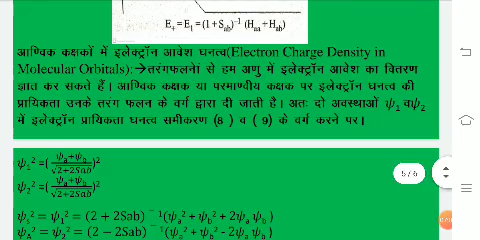 E₊ = E₁ = (1 + Sab)⁻¹ (Haa + Hab)
आण्विक कक्षकों में इलेक्ट्रॉन आवेश घनत्व(Electron Charge Density in
Molecular Orbitals):→तरंगफलनों से हम अणु में इलेक्ट्रॉन आवेश का वितरण
ज्ञात कर सकते हैं। आण्विक कक्षक या परमाण्वीय कक्षक पर इलेक्ट्रॉन घनत्व की
प्रायिकता उनके तरंग फलन के वर्ग द्वारा दी जाती है। अतः दो अवस्थाओं ψ₁ वψ₂
में इलेक्ट्रॉन प्रायिकता घनत्व समीकरण (8) व ( 9) के वर्ग करने पर।
ψ₁² =(ψa+ψb/√2+2Sab)²
ψ₂² =(ψa+ψb/√2+2Sab)²
ψs² = ψ₁² = (2 + 2Sab)⁻¹(ψa² + ψb² + 2ψa ψb)
ψA² = ψ₂² = (2 − 2Sab)⁻¹(ψa² + ψb² - 2ψa ψb)
5 / 6